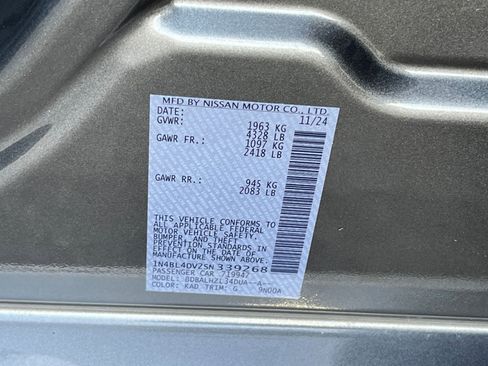 MFD BY NISSAN MOTOR CO., LTD.
DATE: 11/24
GVWR: 1963 KG
4328 LB
GAWR FR.: 1097 KG
2418 LB
GAWR RR.: 945 KG
2083 LB
THIS VEHICLE CONFORMS TO
ALL APPLICABLE FEDERAL
MOTOR VEHICLE SAFETY,
BUMPER, AND THEFT
PREVENTION STANDARDS IN
EFFECT ON THE DATE OF
MANUFACTURE SHOWN ABOVE.
1N4BL4DVZSN339268
PASSENGER CAR 719947
MODEL: BDBALHZL34DUA--A-
COLOR: KAD TRIM: G 9N00A